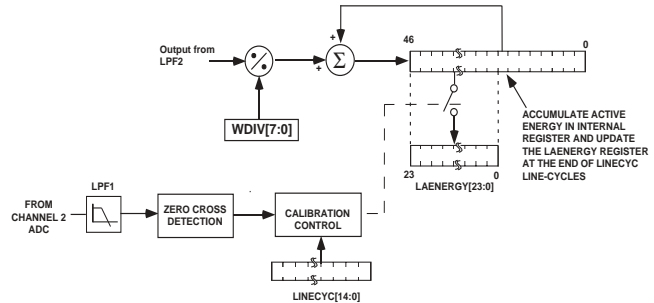 Output from
LPF2
+
+
Σ
46
0
WDIV[7:0]
ACCUMULATE ACTIVE
ENERGY IN INTERNAL
REGISTER AND UPDATE
THE LAENERGY REGISTER
AT THE END OF LINECYC
LINE-CYCLES
23
0
LAENERGY[23:0]
FROM
CHANNEL 2
ADC
LPF1
ZERO CROSS
DETECTION
CALIBRATION
CONTROL
LINECYC[14:0]